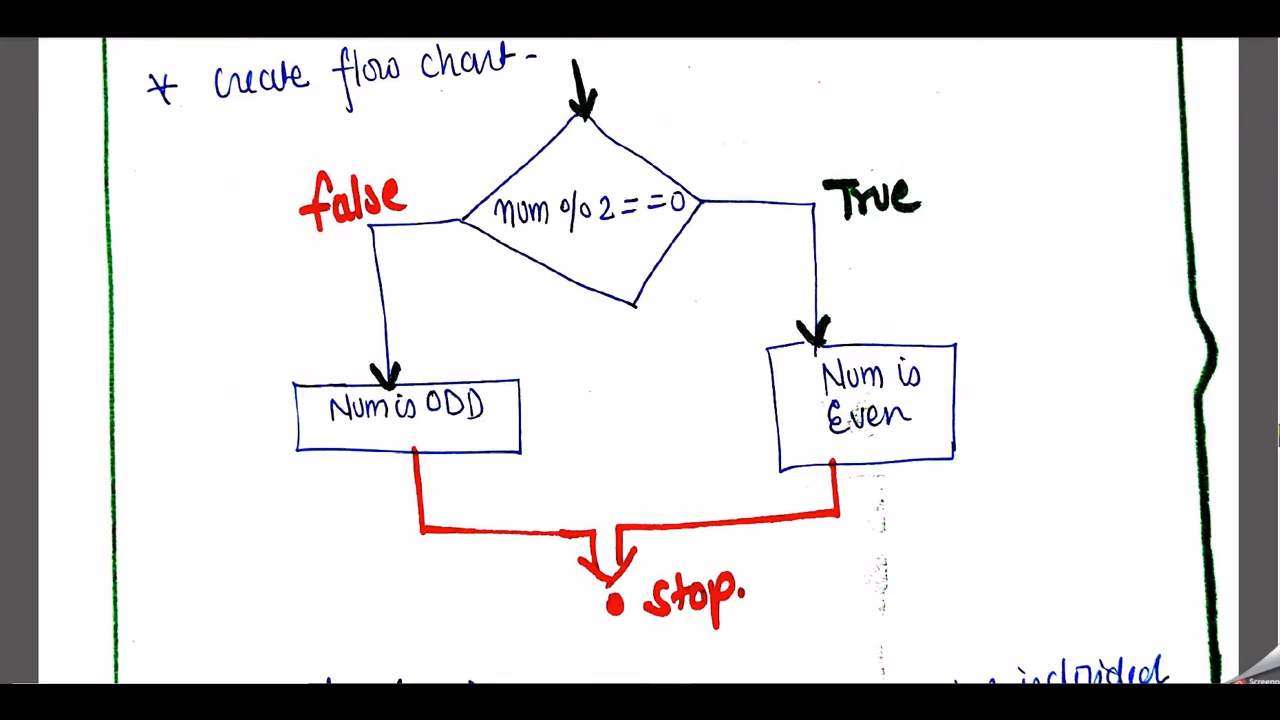 * create flow chart -
false
num % 2 = = 0
True
Num is ODD
Num is
Even
stop.